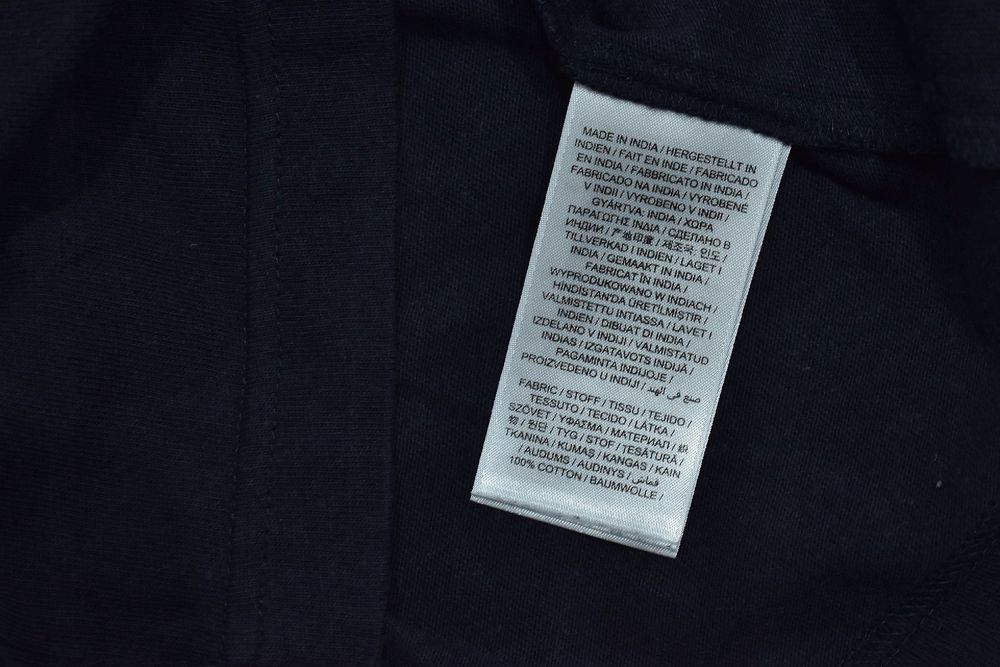 MADE IN INDIA / HERGESTELLT IN
INDIEN / FAIT EN INDE / FABRICADO
EN INDIA / FABBRICATO IN INDIA /
FABRICADO NA INDIA / VYROBENÉ
V INDII / VYROBENO V INDII /
GYÁRTVA: INDIA / ΧΩΡΑ
ΠΑΡΑΓΩΓΗΣ ΙΝΔΙΑ / СДЕЛАНО В
ИНДИИ / 产地印度 / 제조국: 인도 /
TILLVERKAD I INDIEN / LAGET I
INDIA / GEMAAKT IN INDIA /
FABRICAT ÎN INDIA /
WYPRODUKOWANO W INDIACH /
HINDISTAN'DA ÜRETİLMİŞTİR /
VALMISTETTU INTIASSA / LAVET I
INDIEN / DIBUAT DI INDIA /
IZDELANO V INDIJI / VALMISTATUD
INDIAS / IZGATAVOTS INDIJĀ /
PAGAMINTA INDIJOJE /
PROIZVEDENO U INDIJI / صنع في الهند
FABRIC / STOFF / TISSU / TEJIDO /
TESSUTO / TECIDO / LÁTKA /
SZÖVET / ΥΦΑΣΜΑ / МАТЕРИАЛ / 织
物 / 원단 / TYG / STOF / TESĂTURĂ /
TKANINA / KUMAŞ / KANGAS / KAIN
/ AUDUMS / AUDINYS / قماش /
100% COTTON / BAUMWOLLE /